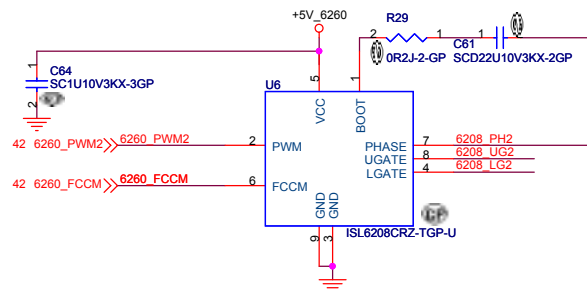 +5V_6260
R29
2
1
1
2
0R2J-2-GP
C61
SCD22U10V3KX-2GP
1
C64
SC1U10V3KX-3GP
2
U6
5
1
VCC
BOOT
42 6260_PWM2
6260_PWM2
2
PWM
PHASE
7
6208_PH2
UGATE
8
6208_UG2
LGATE
4
6208_LG2
42 6260_FCCM
6260_FCCM
6
FCCM
GND
GND
9
3
ISL6208CRZ-TGP-U